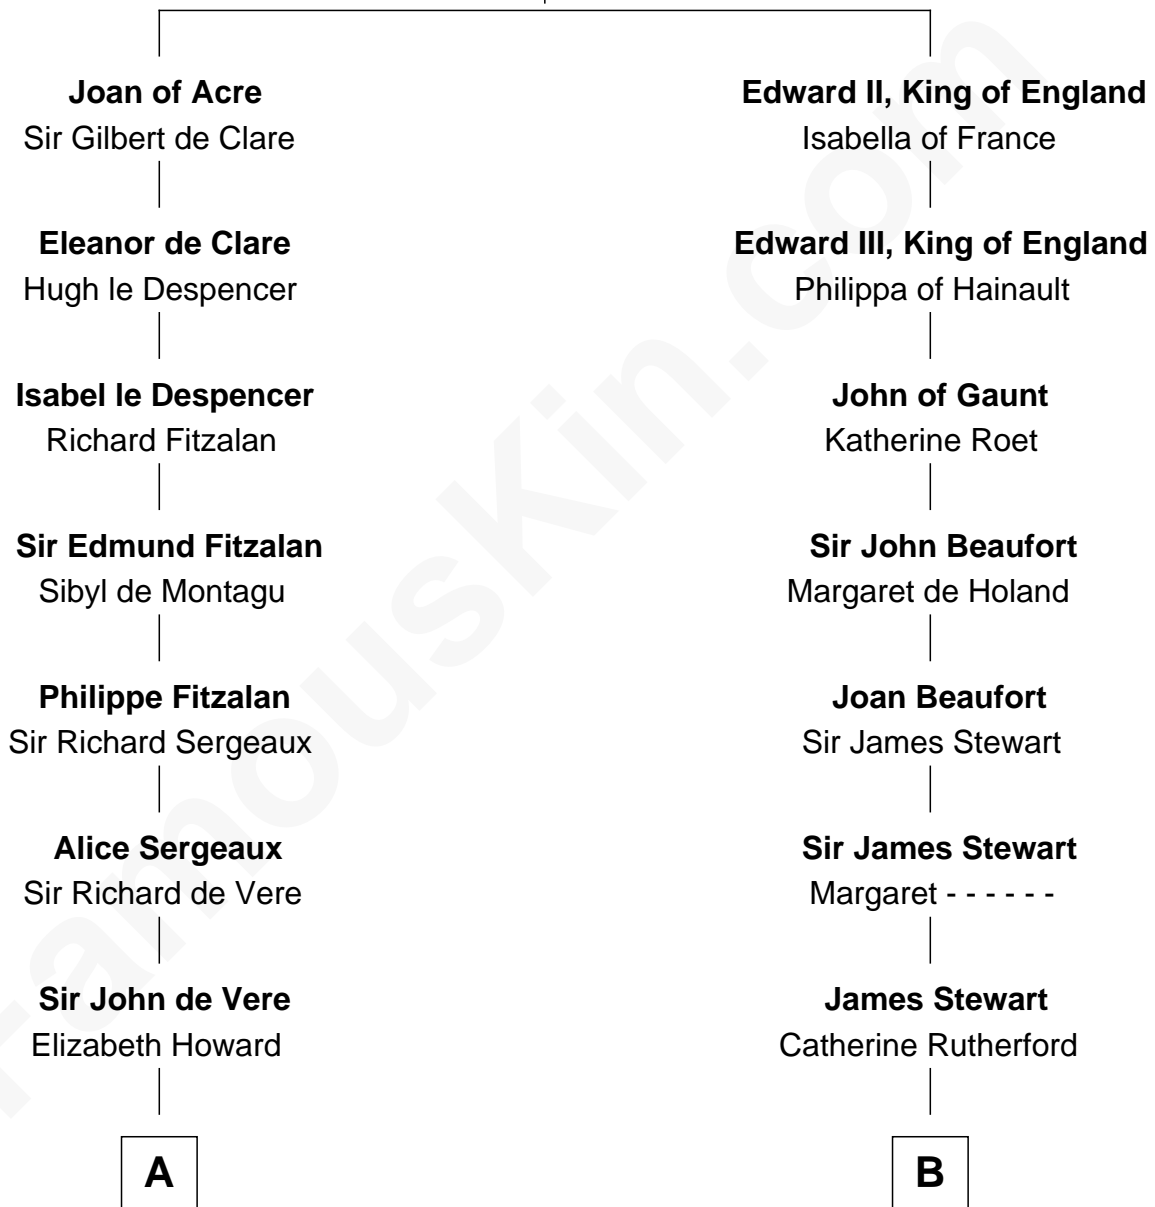 Joan of Acre
Sir Gilbert de Clare
Edward II, King of England
Isabella of France
Eleanor de Clare
Hugh le Despencer
Edward III, King of England
Philippa of Hainault
Isabel le Despencer
Richard Fitzalan
John of Gaunt
Katherine Roet
Sir Edmund Fitzalan
Sibyl de Montagu
Sir John Beaufort
Margaret de Holand
Philippe Fitzalan
Sir Richard Sergeaux
Joan Beaufort
Sir James Stewart
Alice Sergeaux
Sir Richard de Vere
Sir James Stewart
Margaret - - - - - -
Sir John de Vere
Elizabeth Howard
James Stewart
Catherine Rutherford
A
B
FamousKin.com